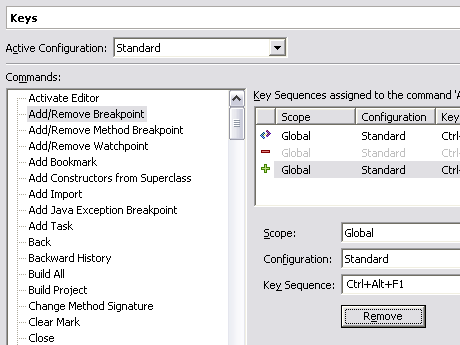 Keys
Active Configuration: Standard
Commands:
Activate Editor
Add/Remove Breakpoint
Add/Remove Method Breakpoint
Add/Remove Watchpoint
Add Bookmark
Add Constructors from Superclass
Add Import
Add Java Exception Breakpoint
Add Task
Back
Backward History
Build All
Build Project
Change Method Signature
Clear Mark
Close
Key Sequences assigned to the command 'A
Scope Configuration Key
Global Standard Ctrl-
Global Standard Ctrl-
Global Standard Ctrl-
Scope: Global
Configuration: Standard
Key Sequence: Ctrl+Alt+F1
Remove